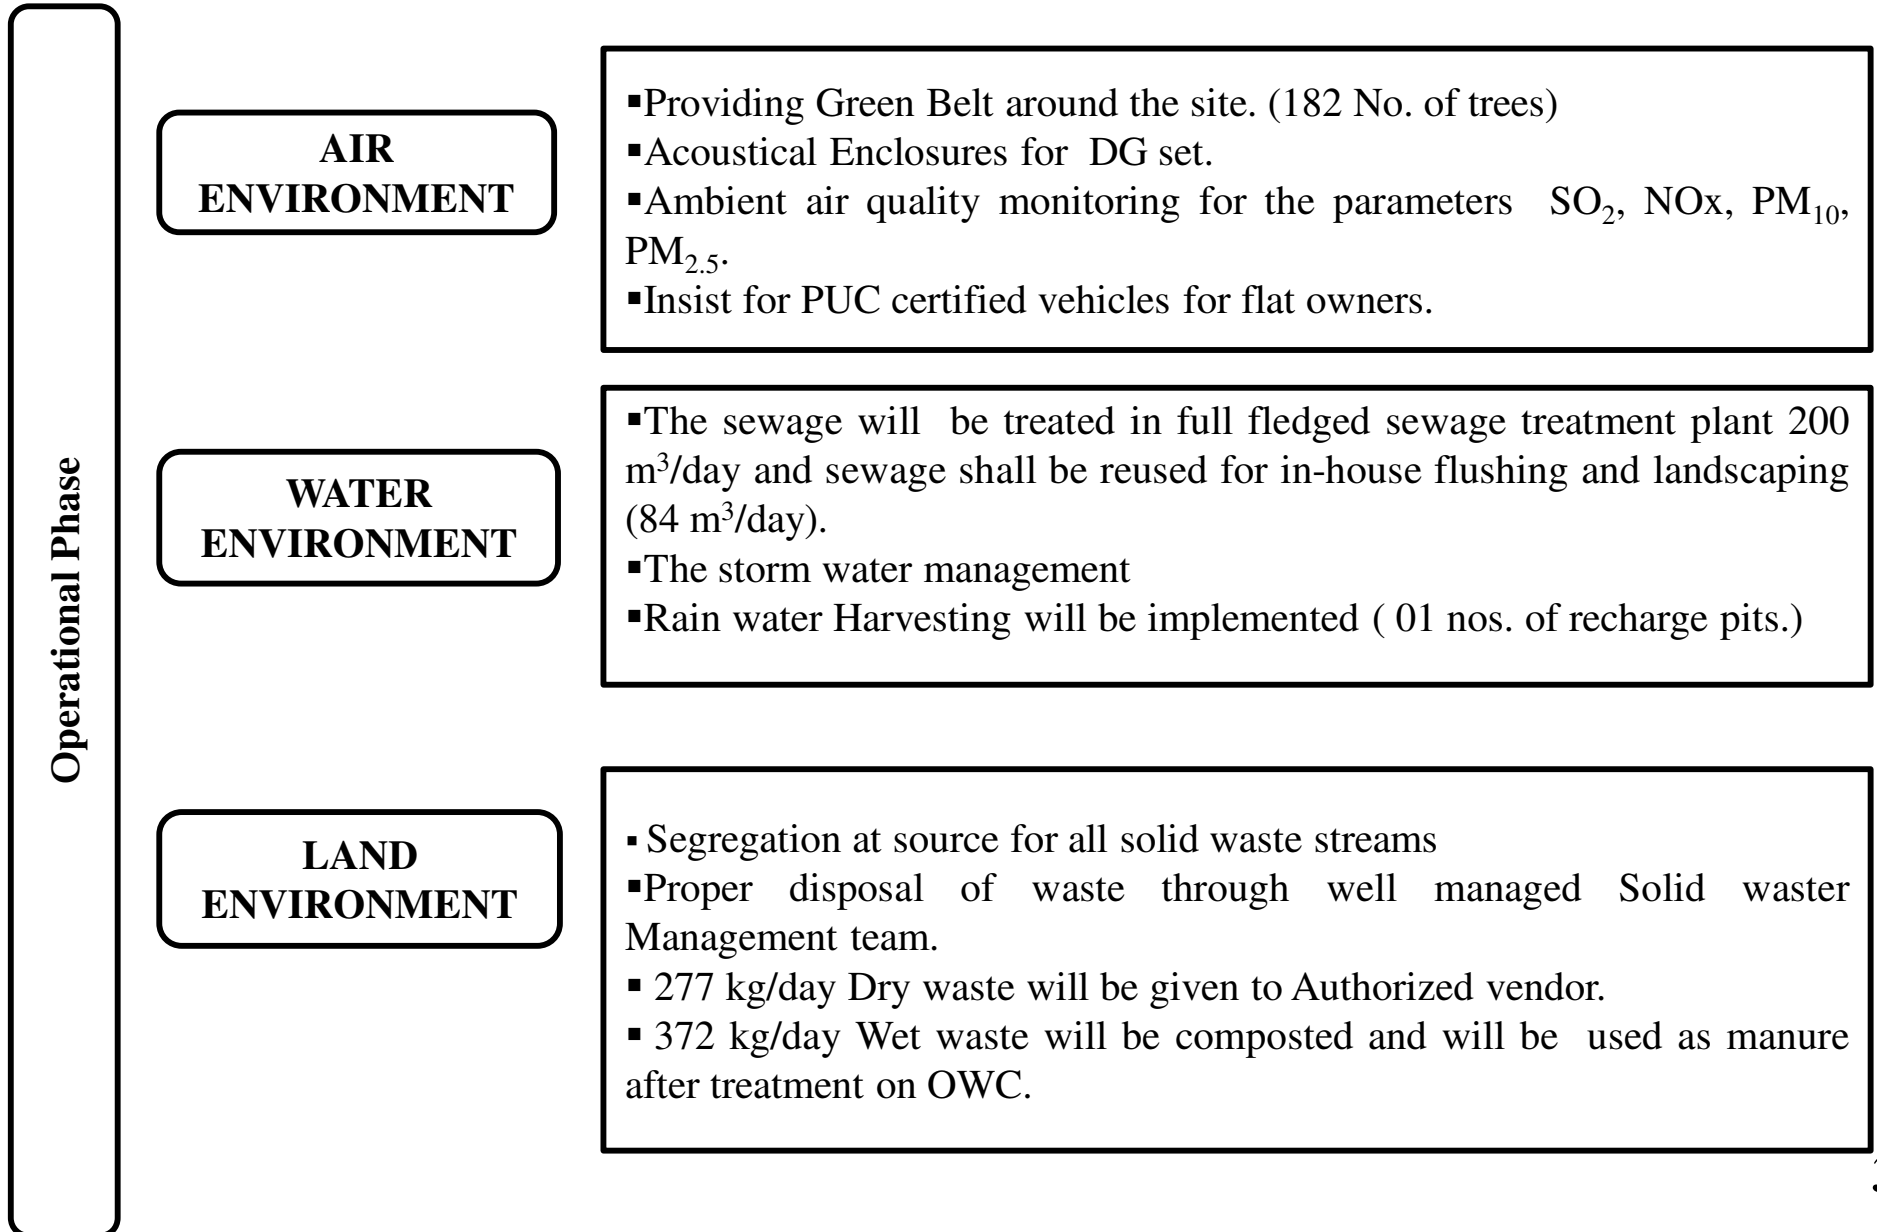 Operational Phase
AIR
ENVIRONMENT
▪Providing Green Belt around the site. (182 No. of trees)
▪Acoustical Enclosures for DG set.
▪Ambient air quality monitoring for the parameters SO₂, NOx, PM₁₀,
PM₂.₅.
▪Insist for PUC certified vehicles for flat owners.
WATER
ENVIRONMENT
▪The sewage will be treated in full fledged sewage treatment plant 200
m³/day and sewage shall be reused for in-house flushing and landscaping
(84 m³/day).
▪The storm water management
▪Rain water Harvesting will be implemented ( 01 nos. of recharge pits.)
LAND
ENVIRONMENT
▪ Segregation at source for all solid waste streams
▪Proper disposal of waste through well managed Solid waster
Management team.
▪ 277 kg/day Dry waste will be given to Authorized vendor.
▪ 372 kg/day Wet waste will be composted and will be used as manure
after treatment on OWC.